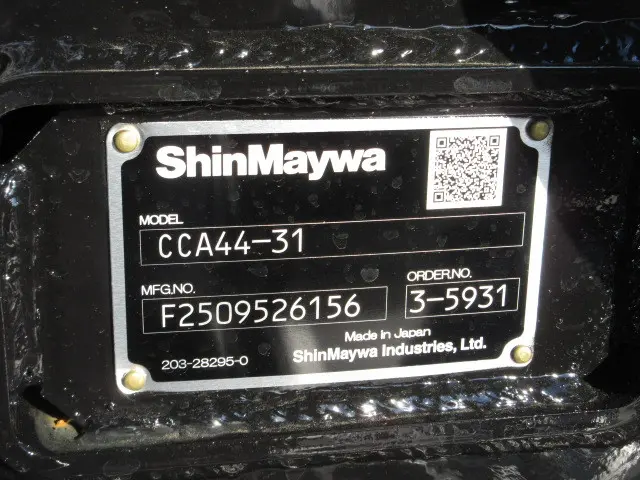 ShinMaywa
MODEL
CCA44-31
MFG.NO. ORDER.NO.
F2509526156 3-5931
Made in Japan
203-28295-0 ShinMaywa Industries, Ltd.